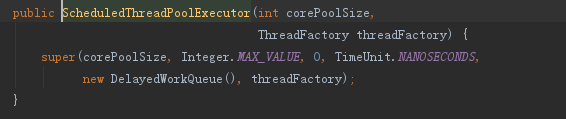 public ScheduledThreadPoolExecutor(int corePoolSize,
                                   ThreadFactory threadFactory) {
    super(corePoolSize, Integer.MAX_VALUE, 0, TimeUnit.NANOSECONDS,
          new DelayedWorkQueue(), threadFactory);
}